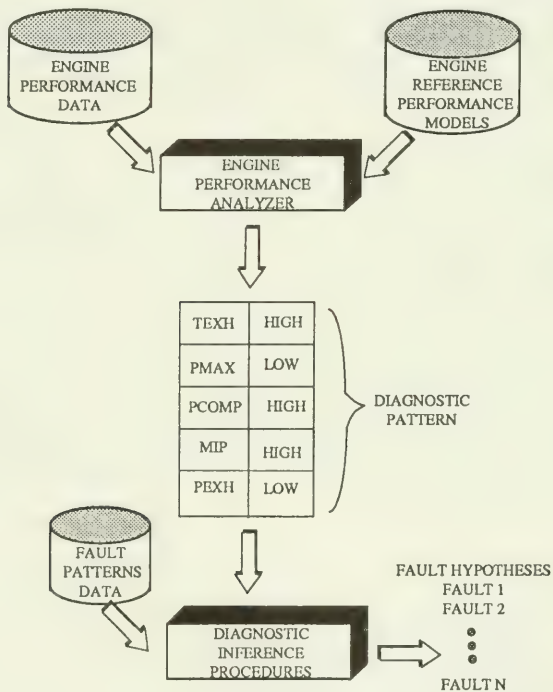 ENGINE
PERFORMANCE
DATA
ENGINE
REFERENCE
PERFORMANCE
MODELS
ENGINE
PERFORMANCE
ANALYZER
TEXH HIGH
PMAX LOW
PCOMP HIGH
MIP HIGH
PEXH LOW
DIAGNOSTIC
PATTERN
FAULT
PATTERNS
DATA
DIAGNOSTIC
INFERENCE
PROCEDURES
FAULT HYPOTHESES
FAULT 1
FAULT 2
FAULT N